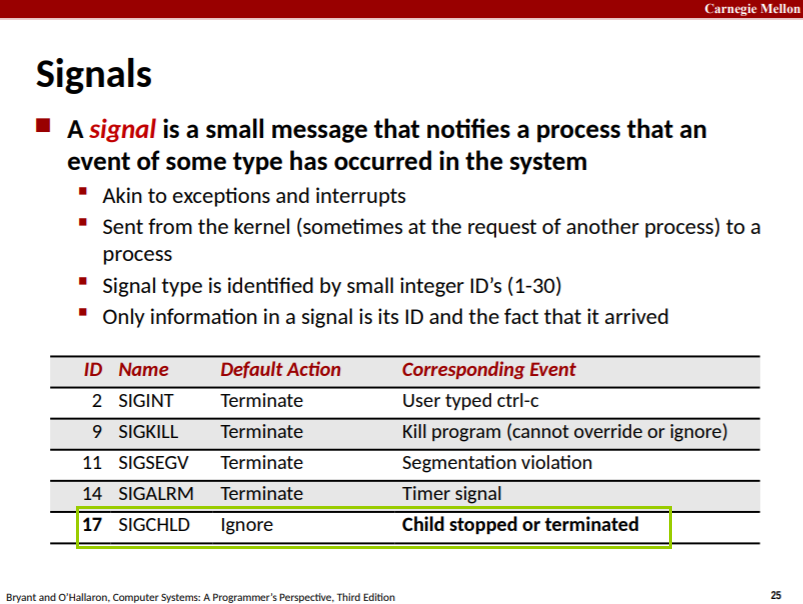 Carnegie Mellon
Signals
A signal is a small message that notifies a process that an
event of some type has occurred in the system
Akin to exceptions and interrupts
Sent from the kernel (sometimes at the request of another process) to a
process
Signal type is identified by small integer ID’s (1-30)
Only information in a signal is its ID and the fact that it arrived
ID Name Default Action Corresponding Event
2 SIGINT Terminate User typed ctrl-c
9 SIGKILL Terminate Kill program (cannot override or ignore)
11 SIGSEGV Terminate Segmentation violation
14 SIGALRM Terminate Timer signal
17 SIGCHLD Ignore Child stopped or terminated
Bryant and O’Hallaron, Computer Systems: A Programmer’s Perspective, Third Edition 25